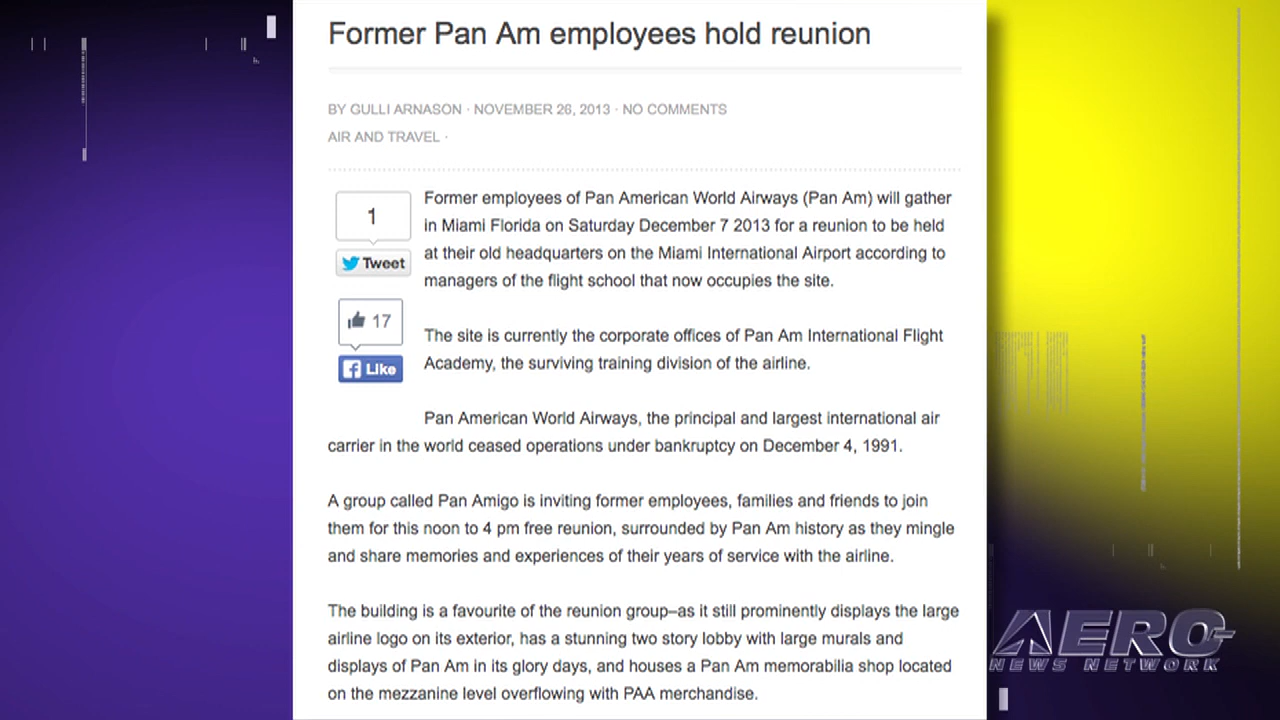 Former Pan Am employees hold reunion
BY GULLI ARNASON · NOVEMBER 26, 2013 · NO COMMENTS
AIR AND TRAVEL ·
1
Tweet
17
Like
Former employees of Pan American World Airways (Pan Am) will gather
in Miami Florida on Saturday December 7 2013 for a reunion to be held
at their old headquarters on the Miami International Airport according to
managers of the flight school that now occupies the site.
The site is currently the corporate offices of Pan Am International Flight
Academy, the surviving training division of the airline.
Pan American World Airways, the principal and largest international air
carrier in the world ceased operations under bankruptcy on December 4, 1991.
A group called Pan Amigo is inviting former employees, families and friends to join
them for this noon to 4 pm free reunion, surrounded by Pan Am history as they mingle
and share memories and experiences of their years of service with the airline.
The building is a favourite of the reunion group–as it still prominently displays the large
airline logo on its exterior, has a stunning two story lobby with large murals and
displays of Pan Am in its glory days, and houses a Pan Am memorabilia shop located
on the mezzanine level overflowing with PAA merchandise.
AERO-
NEWS NETWORK